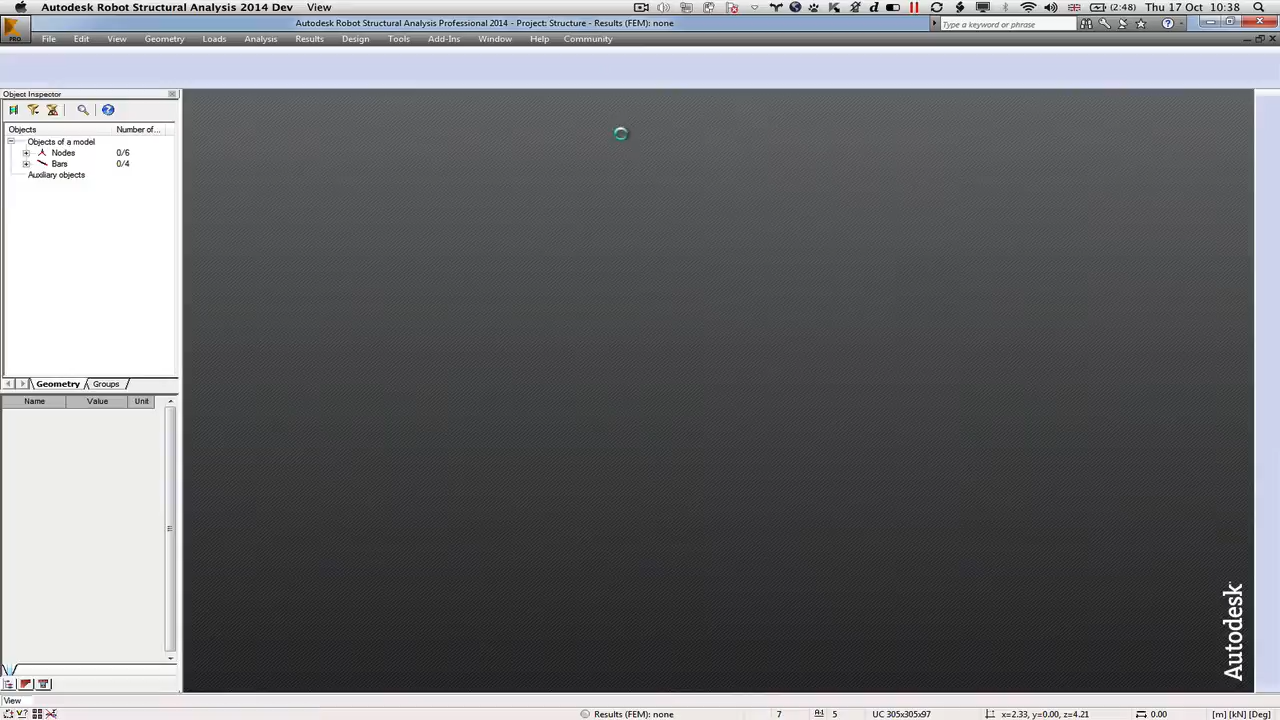 Autodesk Robot Structural Analysis 2014 Dev View (2:48) Thu 17 Oct 10:38
PRO
Autodesk Robot Structural Analysis Professional 2014 - Project: Structure - Results (FEM): none
Type a keyword or phrase
File Edit View Geometry Loads Analysis Results Design Tools Add-Ins Window Help Community
Object Inspector
Objects Number of...
Objects of a model
Nodes 0/6
Bars 0/4
Auxiliary objects
Geometry Groups
Name Value Unit
Autodesk
View
Results (FEM): none 7 5 UC 305x305x97 x=2.33, y=0.00, z=4.21 0.00 [m] [kN] [Deg]